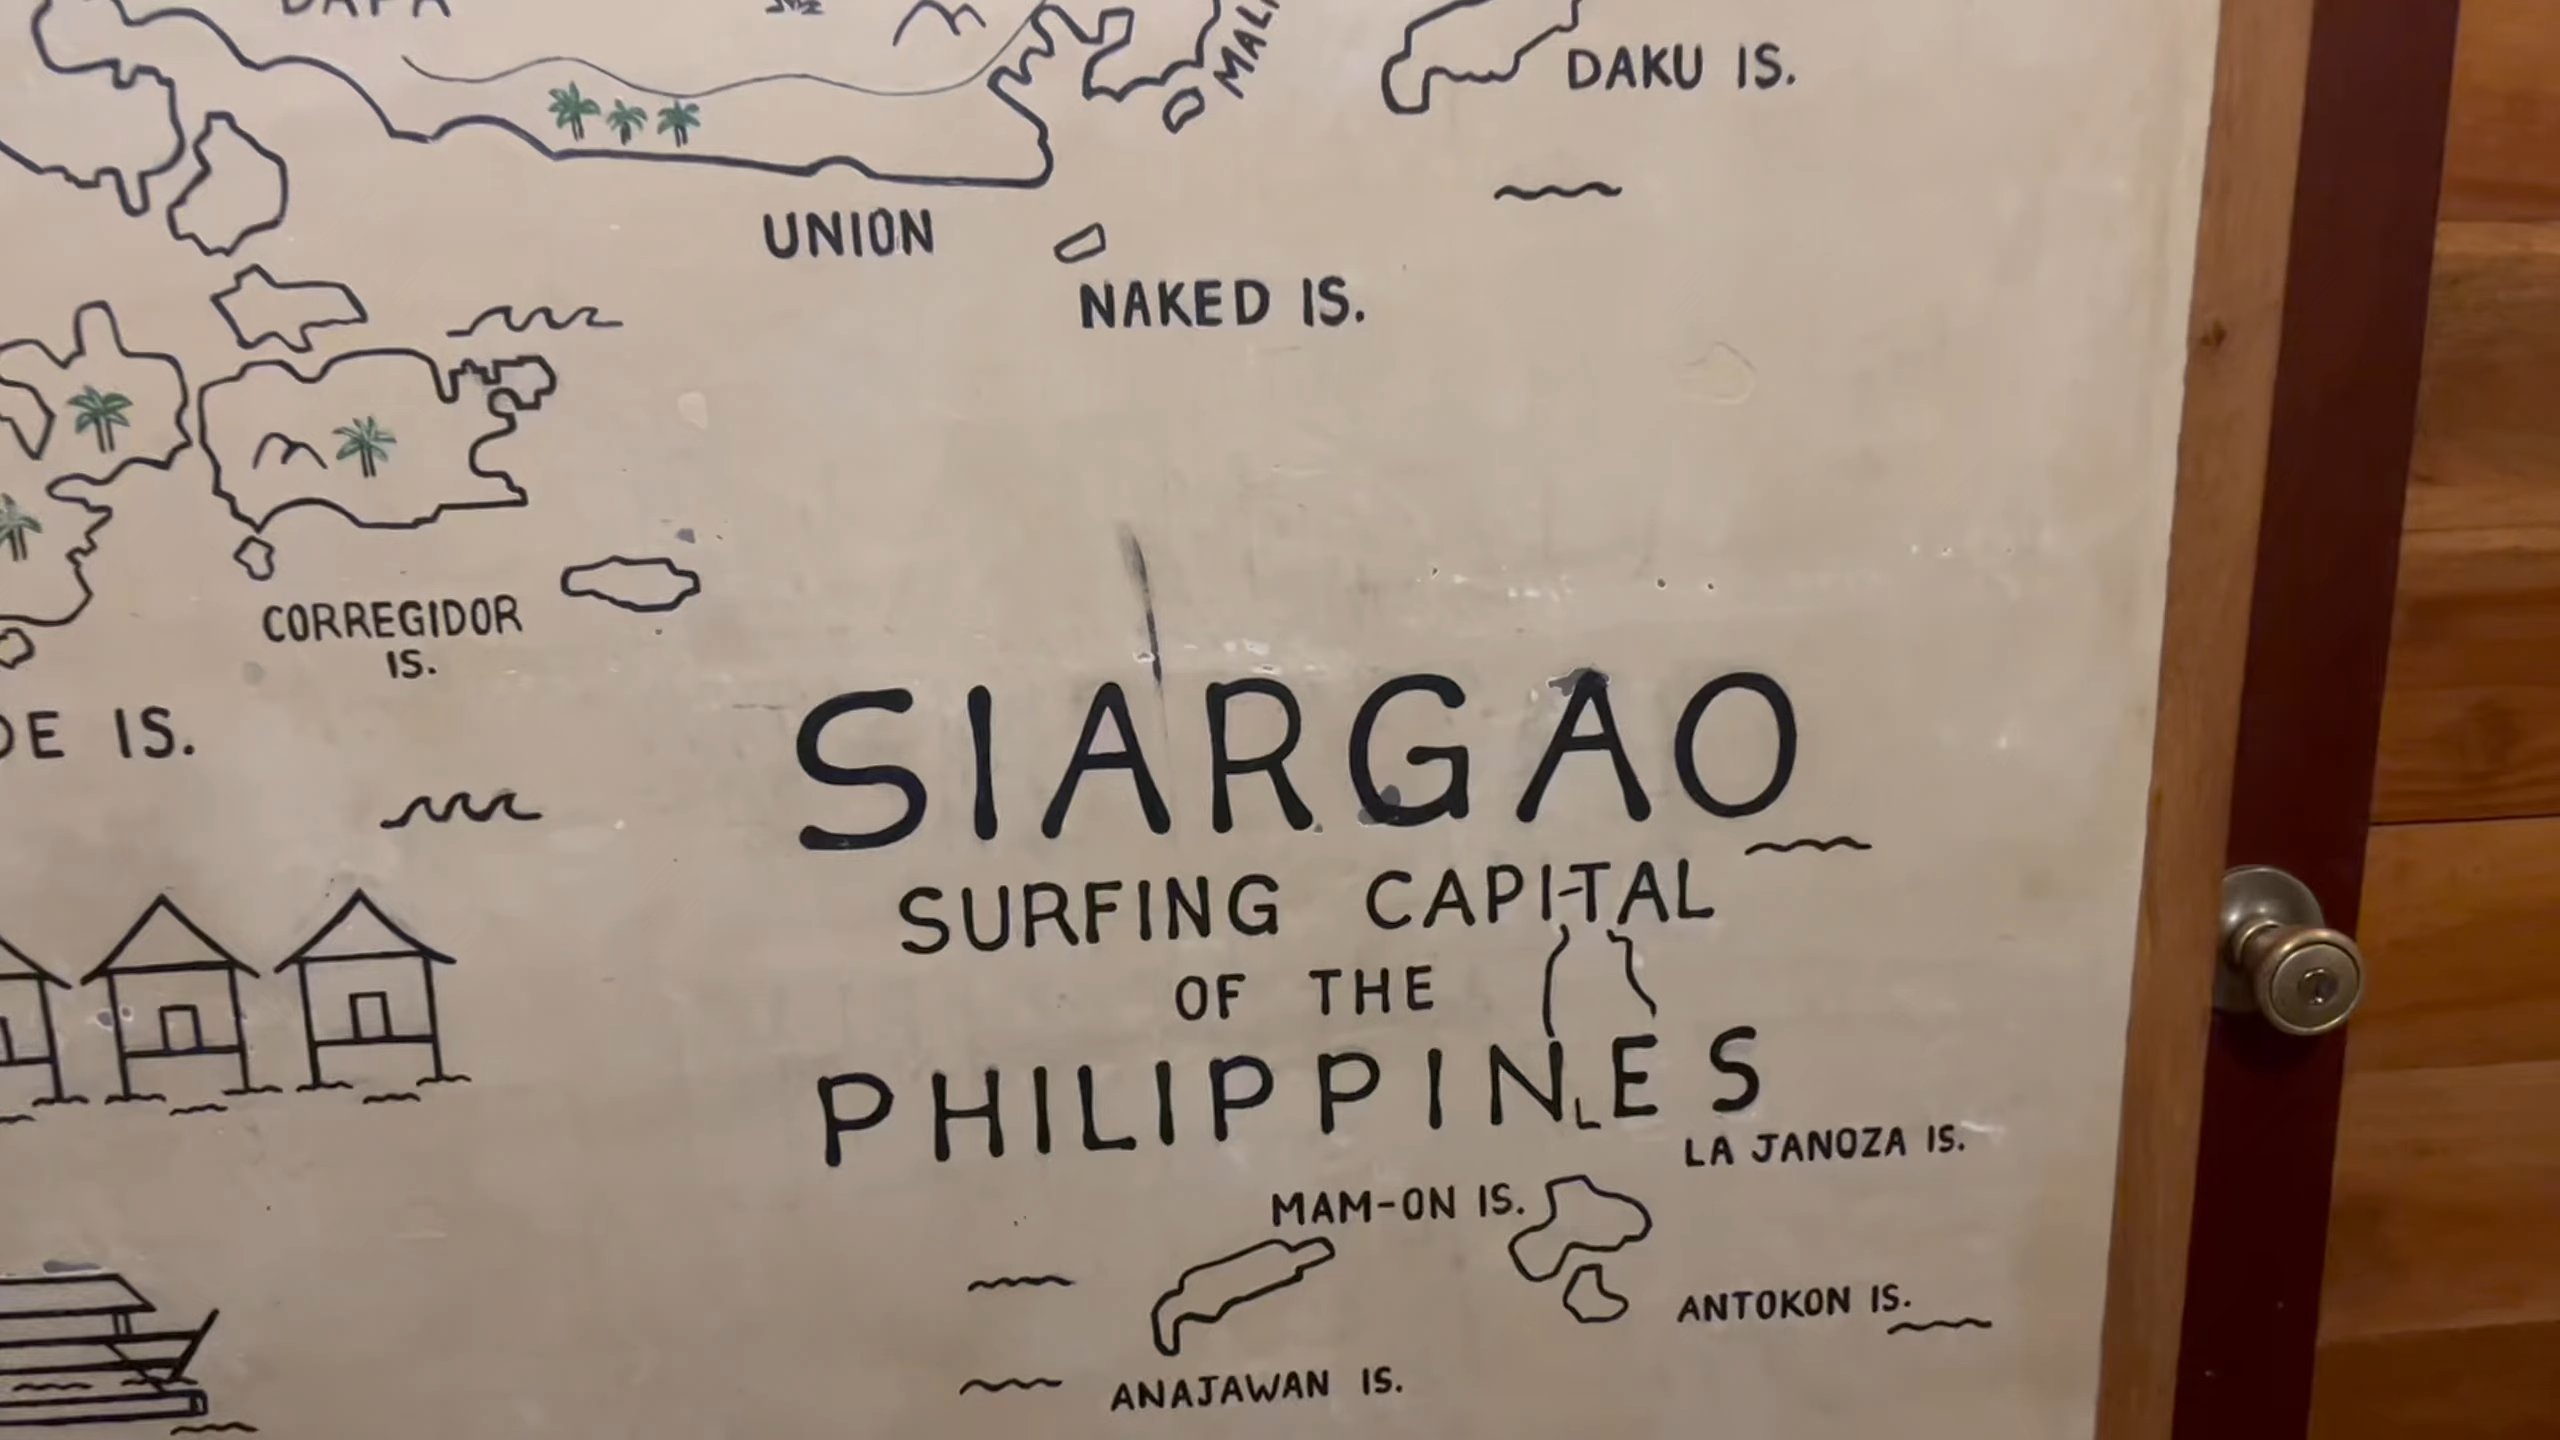 DAPA
DAKU IS.
UNION
NAKED IS.
CORREGIDOR
IS.
IS.
SIARGAO
SURFING CAPITAL
OF THE
PHILIPPINES
LA JANOZA IS.
MAM-ON IS.
ANTOKON IS.
ANAJAWAN IS.